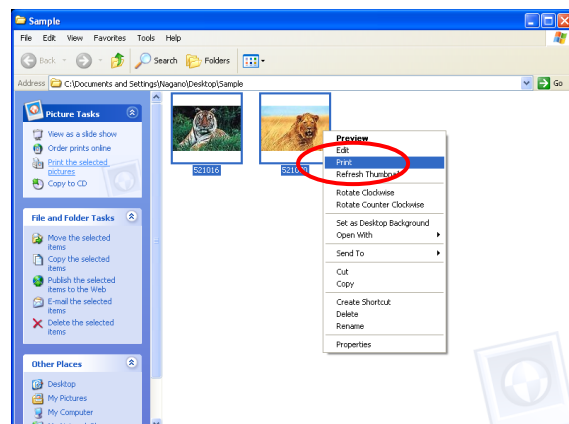 Sample
File Edit View Favorites Tools Help
Back Search Folders
Address C:\Documents and Settings\Nagano\Desktop\Sample Go
Picture Tasks
View as a slide show
Order prints online
Print the selected
pictures
Copy to CD
File and Folder Tasks
Move the selected
items
Copy the selected
items
Publish the selected
items to the Web
E-mail the selected
items
Delete the selected
items
Other Places
Desktop
My Pictures
My Computer
521016
Preview
Edit
Print
Refresh
Rotate Clockwise
Rotate Counter Clockwise
Set as Desktop Background
Open With
Send To
Cut
Copy
Create Shortcut
Delete
Rename
Properties